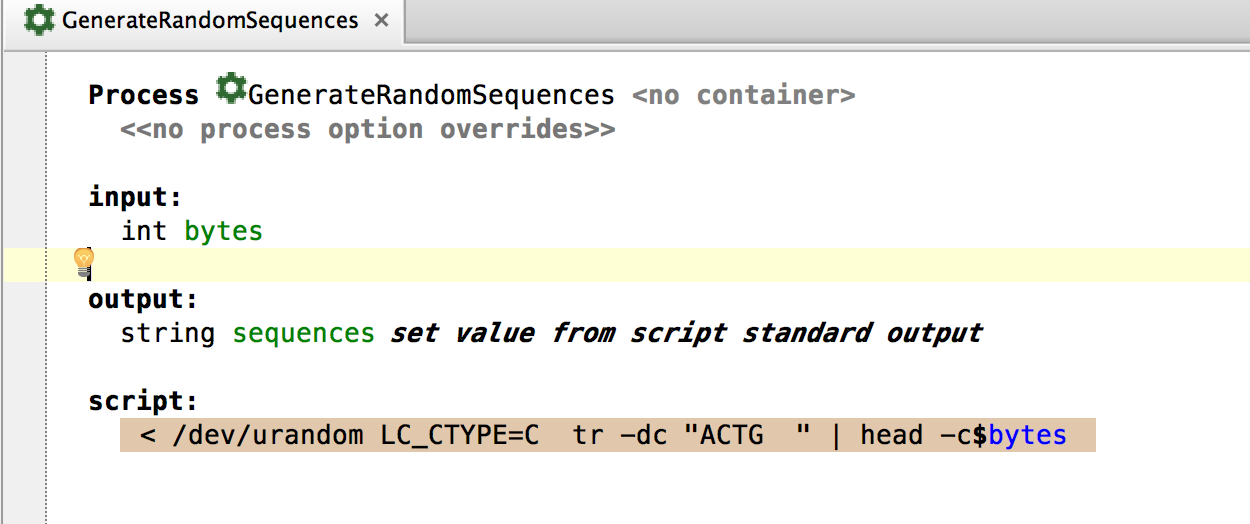 GenerateRandomSequences ×
Process GenerateRandomSequences <no container>
<<no process option overrides>>
input:
int bytes
output:
string sequences set value from script standard output
script:
< /dev/urandom LC_CTYPE=C  tr -dc "ACTG  " | head -c$bytes